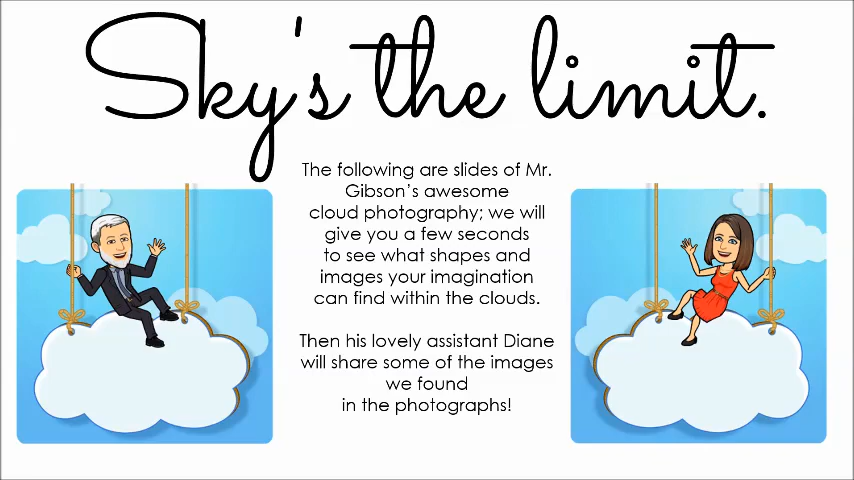 Sky's the limit.
The following are slides of Mr.
Gibson's awesome
cloud photography; we will
give you a few seconds
to see what shapes and
images your imagination
can find within the clouds.
Then his lovely assistant Diane
will share some of the images
we found
in the photographs!